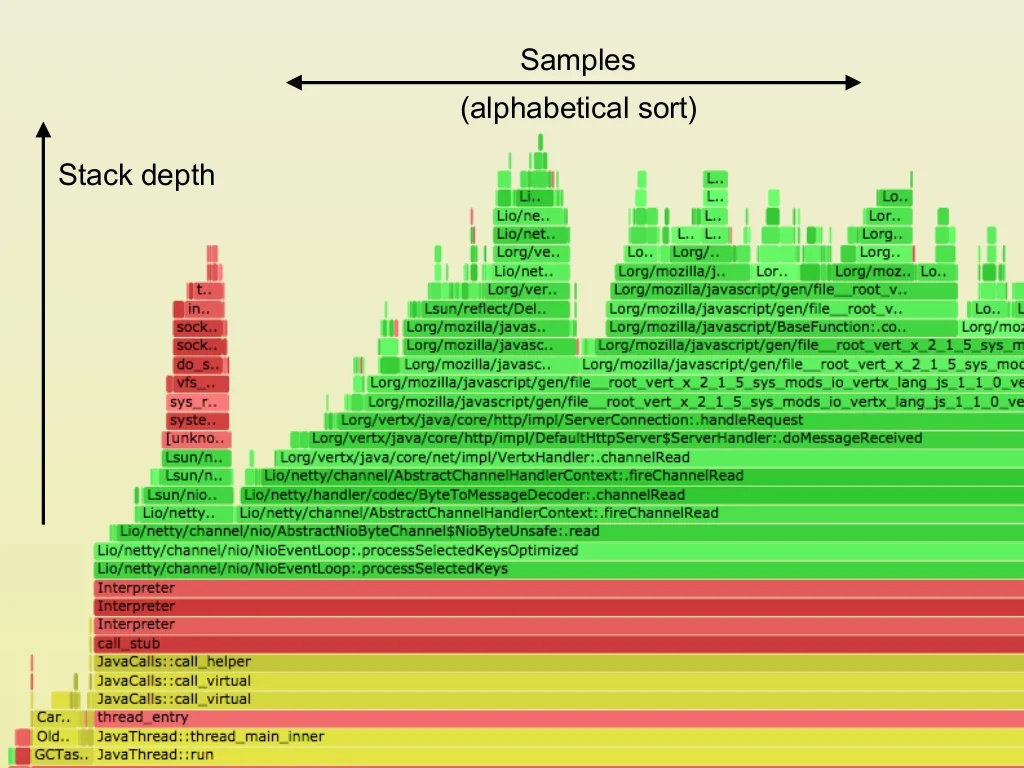 Samples
(alphabetical sort)
Stack depth
L..
Li.. L.. Lo..
Lio/ne.. L.. Lor..
Lio/net.. L.. L.. Lorg..
Lorg/ve.. Lo.. Lorg/.. Lorg..
Lio/net.. Lorg/mozilla/j.. Lor.. Lorg/moz.. Lo..
t.. Lorg/ver.. Lorg/mozilla/javascript/gen/file__root_v..
in.. Lsun/reflect/Del.. Lorg/mozilla/javascript/gen/file__root_v.. Lo.. L
sock.. Lorg/mozilla/javas.. Lorg/mozilla/javascript/BaseFunction:.co.. Lorg/moz
sock.. Lorg/mozilla/javasc.. Lorg/mozilla/javascript/gen/file__root_vert_x_2_1_5_sys_m
do_s.. Lorg/mozilla/javasc.. Lorg/mozilla/javascript/gen/file__root_vert_x_2_1_5_sys_mod
vfs_.. Lorg/mozilla/javascript/gen/file__root_vert_x_2_1_5_sys_mods_io_vertx_lang_js_1_1_0_ve
sys_r.. Lorg/mozilla/javascript/gen/file__root_vert_x_2_1_5_sys_mods_io_vertx_lang_js_1_1_0_ve
syste.. Lorg/vertx/java/core/http/impl/ServerConnection:.handleRequest
[unkno.. Lorg/vertx/java/core/http/impl/DefaultHttpServer$ServerHandler:.doMessageReceived
Lsun/n.. Lorg/vertx/java/core/net/impl/VertxHandler:.channelRead
Lsun/n.. Lio/netty/channel/AbstractChannelHandlerContext:.fireChannelRead
Lsun/nio.. Lio/netty/handler/codec/ByteToMessageDecoder:.channelRead
Lio/netty.. Lio/netty/channel/AbstractChannelHandlerContext:.fireChannelRead
Lio/netty/channel/nio/AbstractNioByteChannel$NioByteUnsafe:.read
Lio/netty/channel/nio/NioEventLoop:.processSelectedKeysOptimized
Lio/netty/channel/nio/NioEventLoop:.processSelectedKeys
Interpreter
Interpreter
Interpreter
call_stub
JavaCalls::call_helper
JavaCalls::call_virtual
JavaCalls::call_virtual
Car.. thread_entry
Old.. JavaThread::thread_main_inner
GCTas.. JavaThread::run